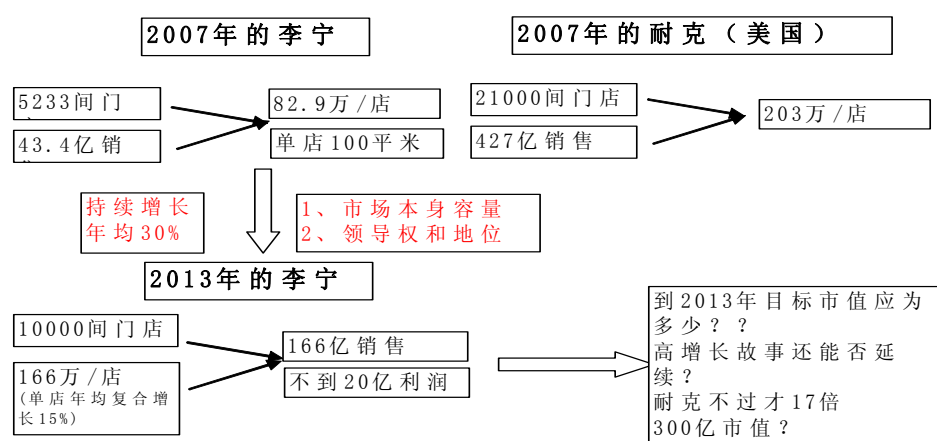 2007年的李宁
2007年的耐克（美国）
5233间门
43.4亿销
82.9万/店
单店100平米
21000间门店
427亿销售
203万/店
持续增长
年均30%
1、市场本身容量
2、领导权和地位
2013年的李宁
10000间门店
166万/店
(单店年均复合增
长15%)
166亿销售
不到20亿利润
到2013年目标市值应为
多少？？
高增长故事还能否延
续？
耐克不过才17倍
300亿市值？